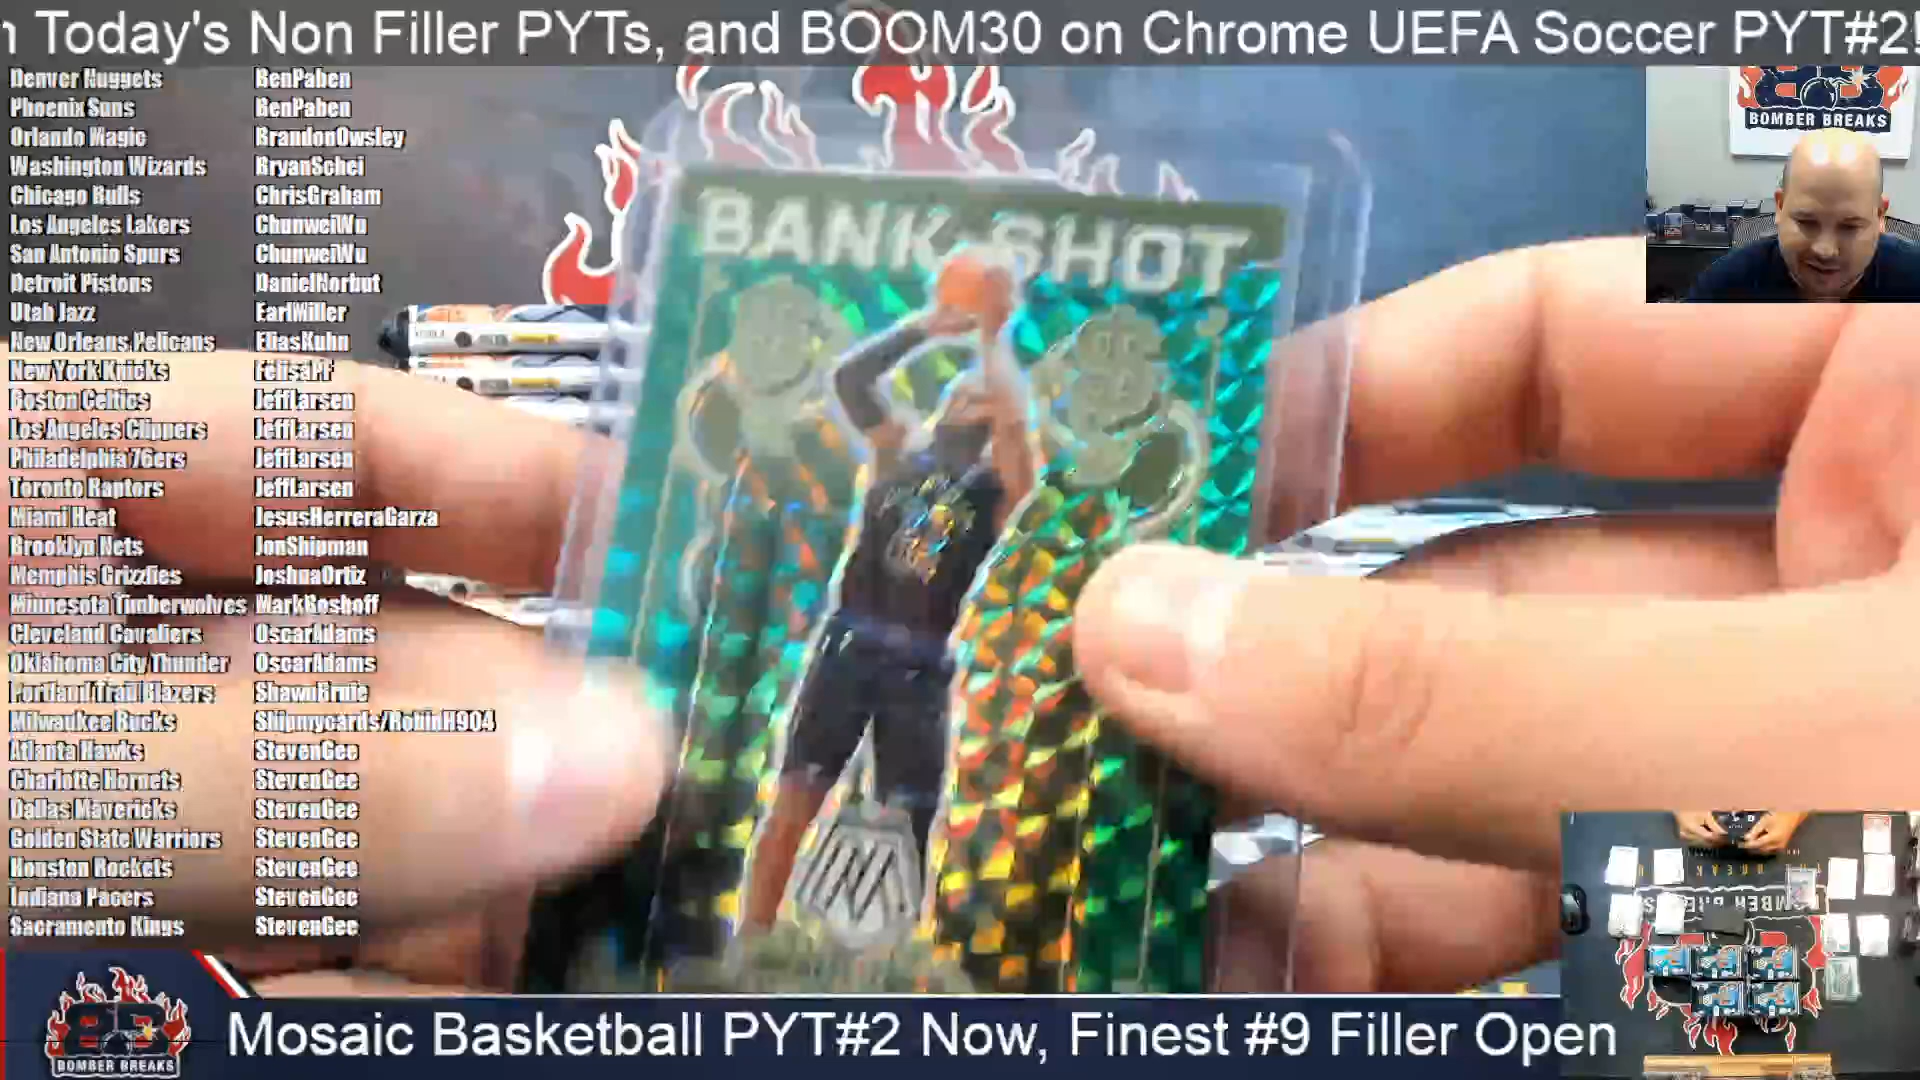 n Today's Non Filler PYTs, and BOOM30 on Chrome UEFA Soccer PYT#2!
Denver Nuggets BenPaben
Phoenix Suns BenPaben
Orlando Magic BrandonOwsley
Washington Wizards BryanSchei
Chicago Bulls ChrisGraham
Los Angeles Lakers ChunweiWu
San Antonio Spurs ChunweiWu
Detroit Pistons DanielNorbut
Utah Jazz EarlWiller
New Orleans Pelicans EliasKuhn
New York Knicks FelisaPF
Boston Celtics JeffLarsen
Los Angeles Clippers JeffLarsen
Philadelphia 76ers JeffLarsen
Toronto Raptors JeffLarsen
Miami Heat JesusHerreraGarza
Brooklyn Nets JonShipman
Memphis Grizzlies JoshuaOrtiz
Minnesota Timberwolves MarkGoshoff
Cleveland Cavaliers OscarAdams
Oklahoma City Thunder OscarAdams
Portland Trail Blazers ShawnBruie
Milwaukee Bucks Shipmycards/RobinH904
Atlanta Hawks StevenGee
Charlotte Hornets StevenGee
Dallas Mavericks StevenGee
Golden State Warriors StevenGee
Houston Rockets StevenGee
Indiana Pacers StevenGee
Sacramento Kings StevenGee
BANK SHOT
BOMBER BREAKS
BOMBER BREAKS
Mosaic Basketball PYT#2 Now, Finest #9 Filler Open